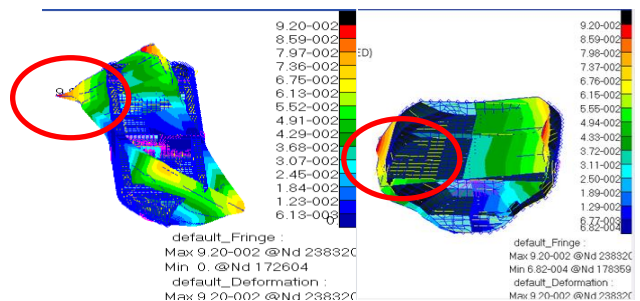 9.20-002
8.59-002
7.97-002
7.36-002
6.75-002
6.13-002
5.52-002
4.91-002
4.29-002
3.68-002
3.07-002
2.45-002
1.84-002
1.23-002
6.13-003
0
default_Fringe :
Max 9.20-002 @Nd 238320
Min 0. @Nd 172604
default_Deformation :
Max 9.20-002 @Nd 238320
ED)
9.20-002
8.59-002
7.98-002
7.37-002
6.76-002
6.15-002
5.55-002
4.94-002
4.33-002
3.72-002
3.11-002
2.50-002
1.89-002
1.29-002
6.77-003
6.82-004
default_Fringe :
Max 9.20-002 @Nd 238320
Min 6.82-004 @Nd 178359
default_Deformation :
Max 9.20-002 @Nd 238320